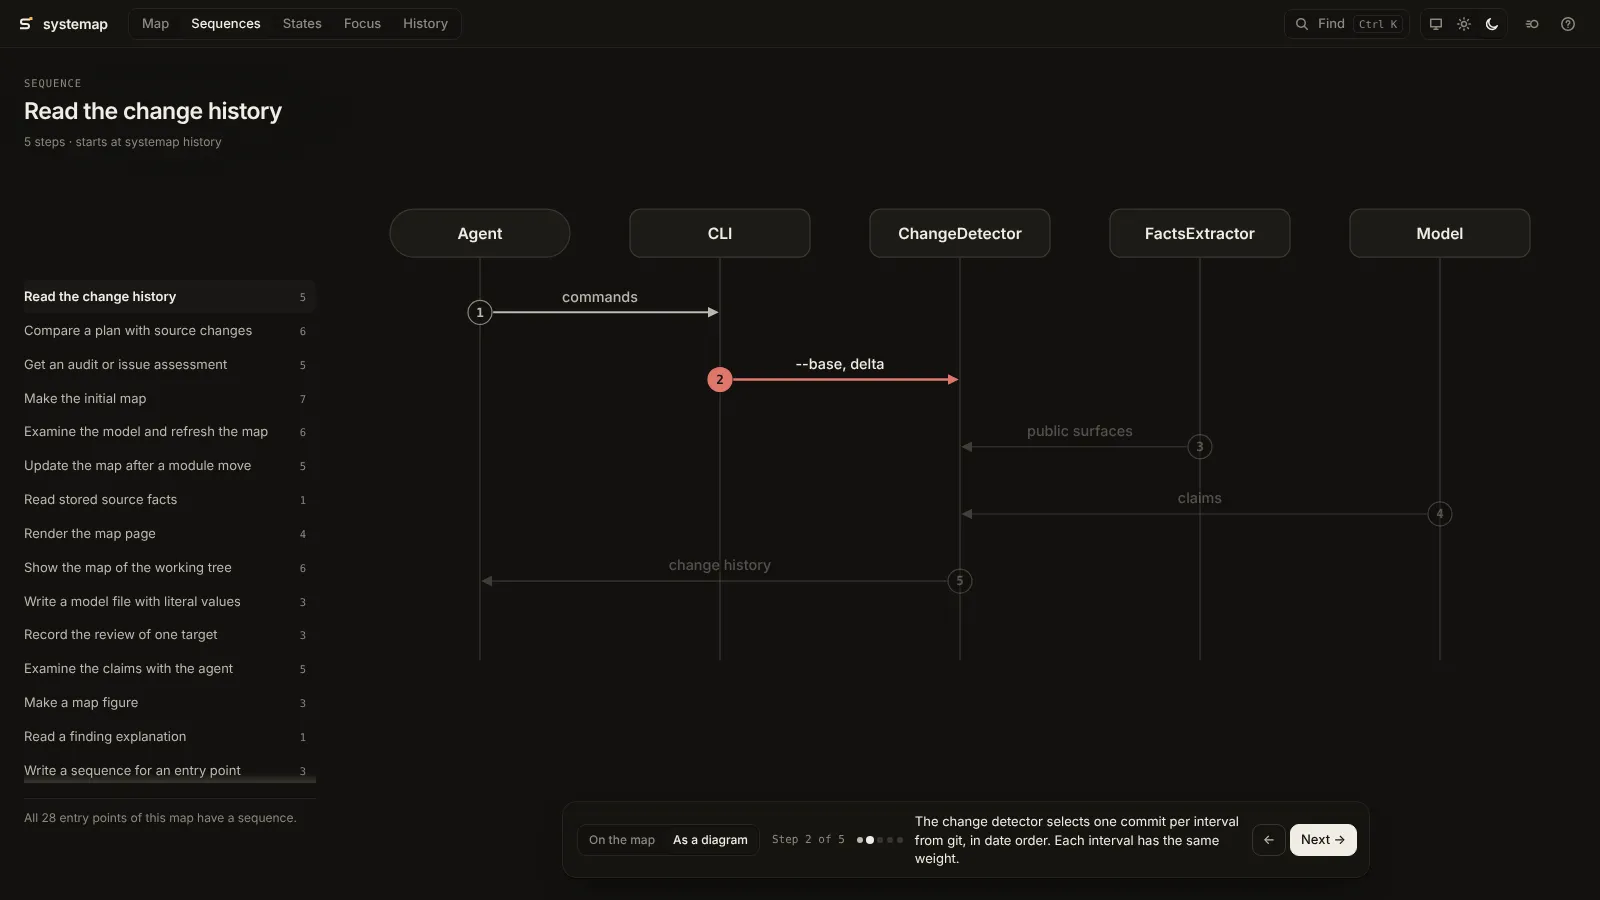 systemap
Map
Sequences
States
Focus
History
Find
Ctrl K
SEQUENCE
Read the change history
5 steps · starts at systemap history
Agent
CLI
ChangeDetector
FactsExtractor
Model
1
commands
2
--base, delta
public surfaces
3
claims
4
change history
5
Read the change history 5
Compare a plan with source changes 6
Get an audit or issue assessment 5
Make the initial map 7
Examine the model and refresh the map 6
Update the map after a module move 5
Read stored source facts 1
Render the map page 4
Show the map of the working tree 6
Write a model file with literal values 3
Record the review of one target 3
Examine the claims with the agent 5
Make a map figure 3
Read a finding explanation 1
Write a sequence for an entry point 3
All 28 entry points of this map have a sequence.
On the map
As a diagram
Step 2 of 5
The change detector selects one commit per interval
from git, in date order. Each interval has the same
weight.
←
Next →